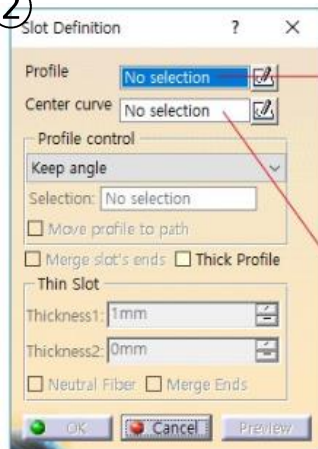 ②
Slot Definition ? ×
Profile No selection
Center curve No selection
Profile control
Keep angle
Selection: No selection
Move profile to path
Merge slot's ends Thick Profile
Thin Slot
Thickness1: 1mm
Thickness2: 0mm
Neutral Fiber Merge Ends
OK Cancel Preview